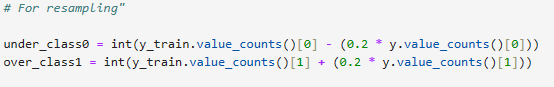 # For resampling"
under_class0 = int(y_train.value_counts()[0] - (0.2 * y.value_counts()[0]))
over_class1 = int(y_train.value_counts()[1] + (0.2 * y.value_counts()[1]))